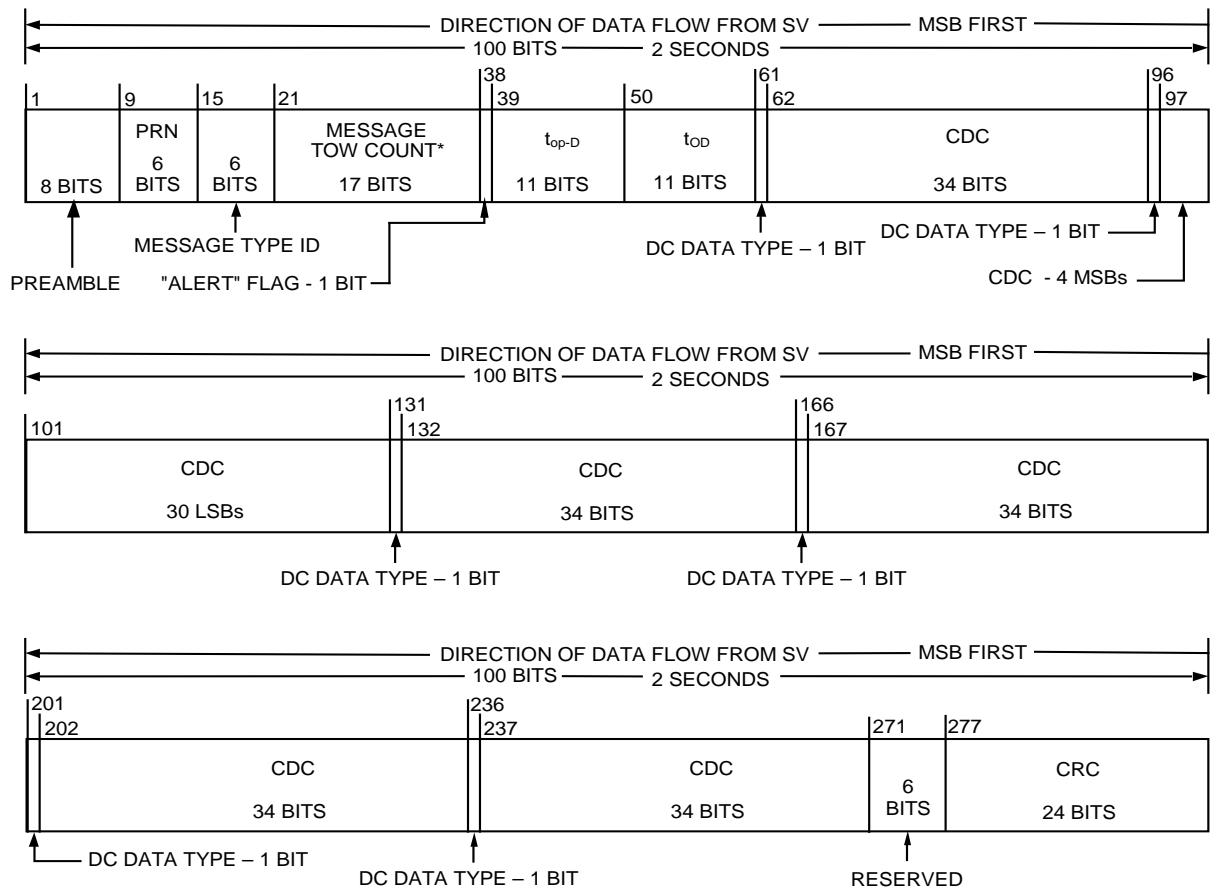 DIRECTION OF DATA FLOW FROM SV MSB FIRST
100 BITS 2 SECONDS
1 9 15 21 38 39 50 61 62 96 97
8 BITS
PRN
6
BITS
6
BITS
MESSAGE
TOW COUNT*
17 BITS
top-D
11 BITS
tOD
11 BITS
CDC
34 BITS
PREAMBLE
MESSAGE TYPE ID
"ALERT" FLAG - 1 BIT
DC DATA TYPE – 1 BIT
DC DATA TYPE – 1 BIT
CDC - 4 MSBs
DIRECTION OF DATA FLOW FROM SV MSB FIRST
100 BITS 2 SECONDS
101 131 132 166 167
CDC
30 LSBs
CDC
34 BITS
CDC
34 BITS
DC DATA TYPE – 1 BIT
DC DATA TYPE – 1 BIT
DIRECTION OF DATA FLOW FROM SV MSB FIRST
100 BITS 2 SECONDS
201 202 236 237 271 277
CDC
34 BITS
CDC
34 BITS
6
BITS
CRC
24 BITS
DC DATA TYPE – 1 BIT
DC DATA TYPE – 1 BIT
RESERVED